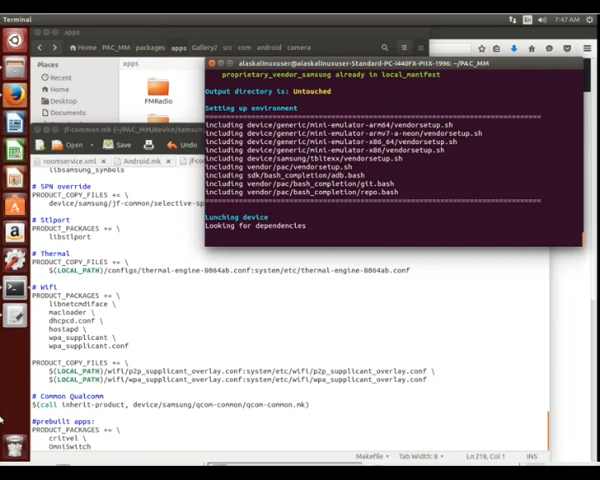 Terminal
En
7:47 AM
apps
Home PAC_MM packages apps Gallery2 src com android camera
Places
Recent
Home
Desktop
Documents
apps
FMRadio
alaskalinuxuser@alaskalinuxuser-Standard-PC-i440FX-PIIX-1996: ~/PAC_MM
proprietary_vendor_samsung already in local_manifest
Output directory is: Untouched
Setting up environment
including device/generic/mini-emulator-arm64/vendorsetup.sh
including device/generic/mini-emulator-armv7-a-neon/vendorsetup.sh
including device/generic/mini-emulator-x86_64/vendorsetup.sh
including device/generic/mini-emulator-x86/vendorsetup.sh
including device/samsung/tbltexx/vendorsetup.sh
including vendor/pac/vendorsetup.sh
including sdk/bash_completion/adb.bash
including vendor/pac/bash_completion/git.bash
including vendor/pac/bash_completion/repo.bash
Lunching device
Looking for dependencies
jf-common.mk (~/PAC_MM/device/samsun
Open Save Undo
roomservice.xml × Android.mk × jf-co
libsamsung_symbols
# SPN override
PRODUCT_COPY_FILES += \
device/samsung/jf-common/selective-sp
# Stlport
PRODUCT_PACKAGES += \
libstlport
# Thermal
PRODUCT_COPY_FILES += \
$(LOCAL_PATH)/configs/thermal-engine-8064ab.conf:system/etc/thermal-engine-8064ab.conf
# Wifi
PRODUCT_PACKAGES += \
libnetcmdiface \
macloader \
dhcpcd.conf \
hostapd \
wpa_supplicant \
wpa_supplicant.conf
PRODUCT_COPY_FILES += \
$(LOCAL_PATH)/wifi/p2p_supplicant_overlay.conf:system/etc/wifi/p2p_supplicant_overlay.conf \
$(LOCAL_PATH)/wifi/wpa_supplicant_overlay.conf:system/etc/wifi/wpa_supplicant_overlay.conf
# Common Qualcomm
$(call inherit-product, device/samsung/qcom-common/qcom-common.mk)
#prebuilt apps:
PRODUCT_PACKAGES += \
critvel \
OmniSwitch
Makefile Tab Width: 8 Ln 218, Col 1 INS